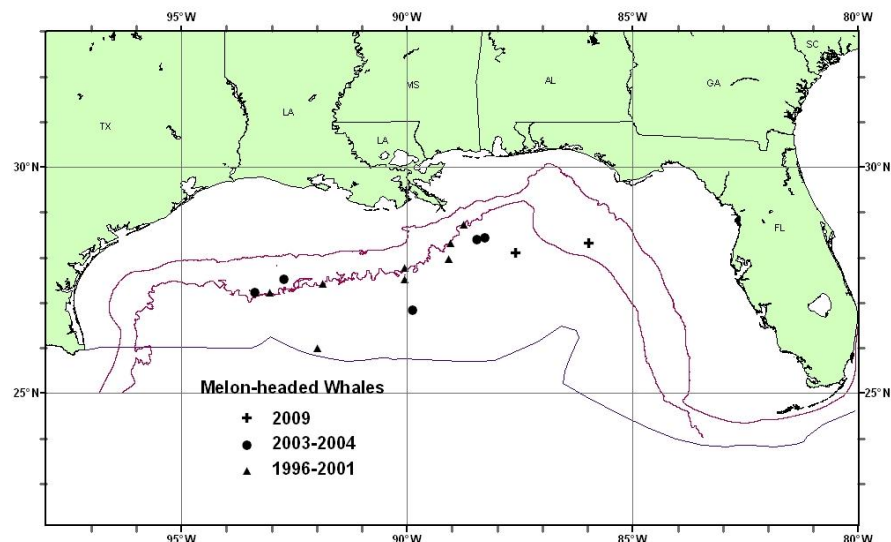 95°W 90°W 85°W 80°W
SC
MS AL GA
TX LA
LA
30°N 30°N
FL
25°N 25°N
Melon-headed Whales
2009
2003-2004
1996-2001
95°W 90°W 85°W 80°W